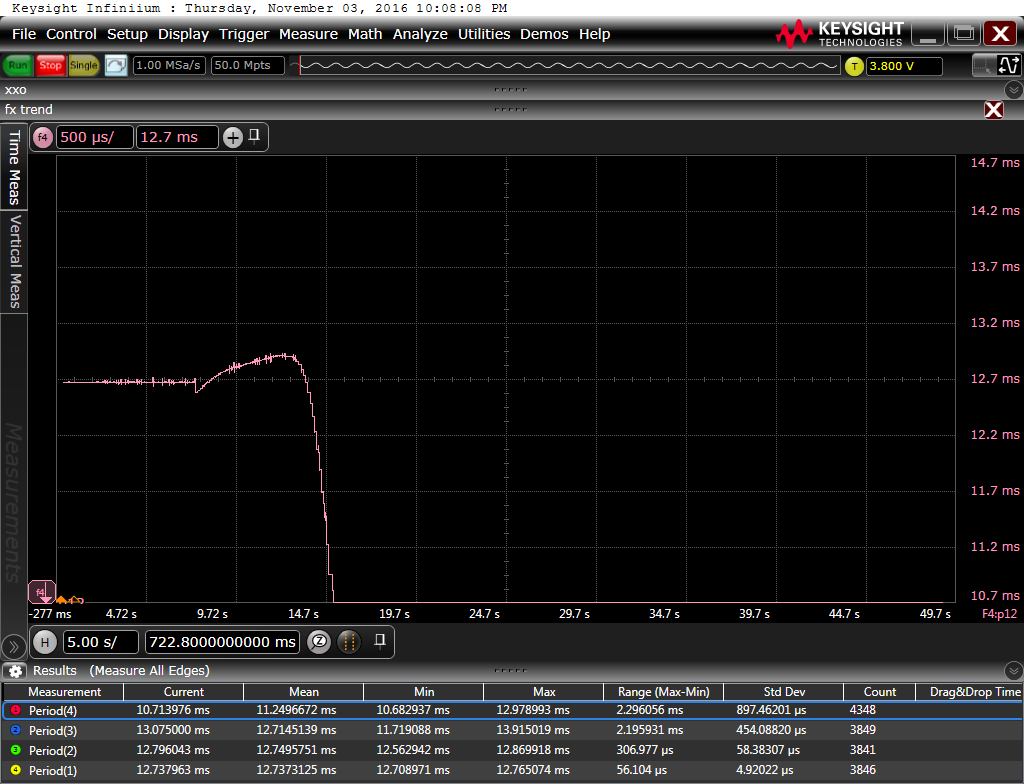 Keysight Infiniium : Thursday, November 03, 2016 10:08:08 PM
File Control Setup Display Trigger Measure Math Analyze Utilities Demos Help
KEYSIGHT
TECHNOLOGIES
Run Stop Single 1.00 MSa/s 50.0 Mpts T 3.800 V
xxo
fx trend
Time Meas
Vertical Meas
Measurements
f4 500 µs/ 12.7 ms
14.7 ms
14.2 ms
13.7 ms
13.2 ms
12.7 ms
12.2 ms
11.7 ms
11.2 ms
10.7 ms
f4
-277 ms 4.72 s 9.72 s 14.7 s 19.7 s 24.7 s 29.7 s 34.7 s 39.7 s 44.7 s 49.7 s F4:p12
H 5.00 s/ 722.8000000000 ms
Results (Measure All Edges)
Measurement Current Mean Min Max Range (Max-Min) Std Dev Count Drag&Drop Time
Period(4) 10.713976 ms 11.2496672 ms 10.682937 ms 12.978993 ms 2.296056 ms 897.46201 µs 4348
Period(3) 13.075000 ms 12.7145139 ms 11.719088 ms 13.915019 ms 2.195931 ms 454.08820 µs 3849
Period(2) 12.796043 ms 12.7495751 ms 12.562942 ms 12.869918 ms 306.977 µs 58.38307 µs 3841
Period(1) 12.737963 ms 12.7373125 ms 12.708971 ms 12.765074 ms 56.104 µs 4.92022 µs 3846